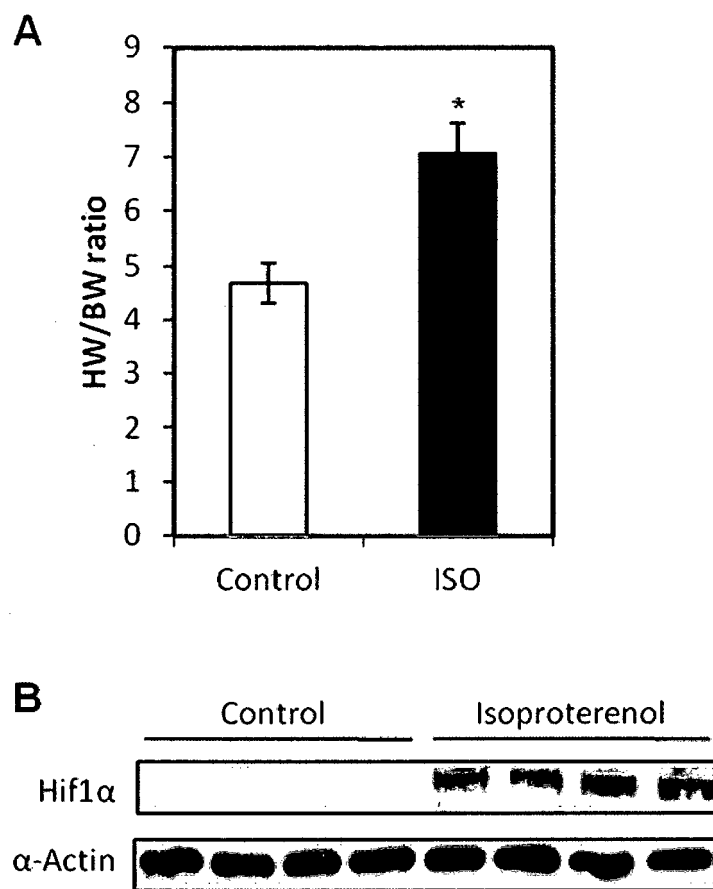 A
9
8
7
6
5
4
3
2
1
0
HW/BW ratio
*
Control ISO
B
Control Isoproterenol
Hif1α
α-Actin